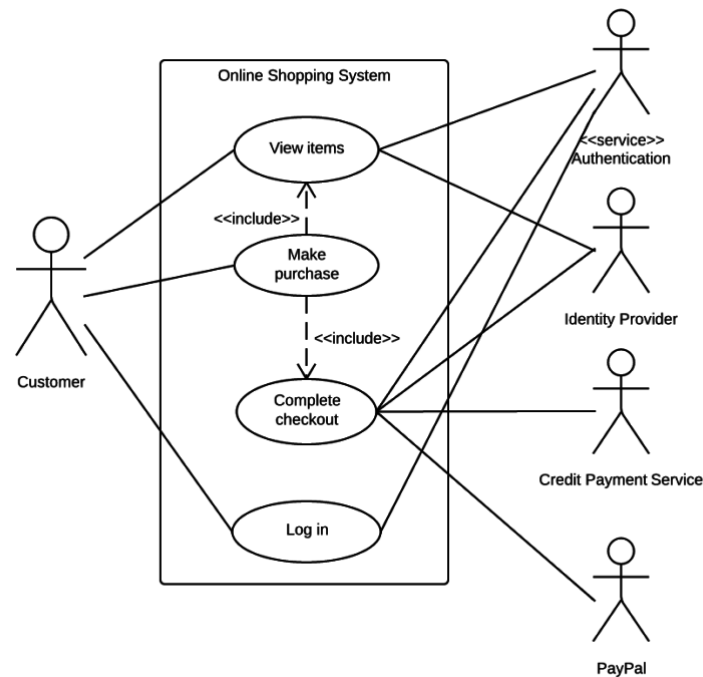 Online Shopping System
View items
<<service>>
Authentication
<<include>>
Make
purchase
Identity Provider
<<include>>
Customer
Complete
checkout
Credit Payment Service
Log in
PayPal